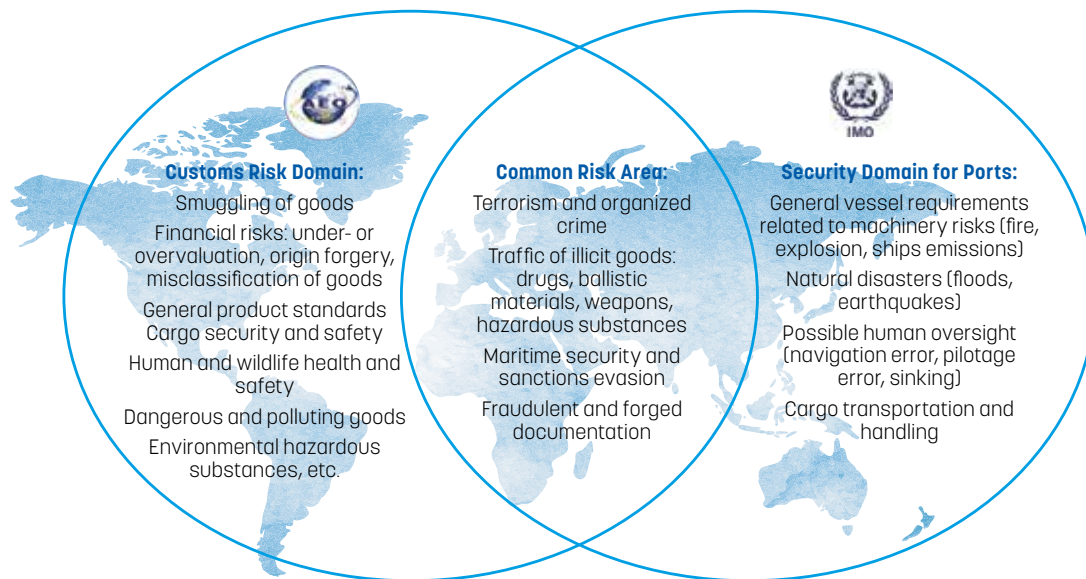 AEO
IMO
Customs Risk Domain:
Smuggling of goods
Financial risks: under- or
overvaluation, origin forgery,
misclassification of goods
General product standards
Cargo security and safety
Human and wildlife health and
safety
Dangerous and polluting goods
Environmental hazardous
substances, etc.
Common Risk Area:
Terrorism and organized
crime
Traffic of illicit goods:
drugs, ballistic
materials, weapons,
hazardous substances
Maritime security and
sanctions evasion
Fraudulent and forged
documentation
Security Domain for Ports:
General vessel requirements
related to machinery risks (fire,
explosion, ships emissions)
Natural disasters (floods,
earthquakes)
Possible human oversight
(navigation error, pilotage
error, sinking)
Cargo transportation and
handling